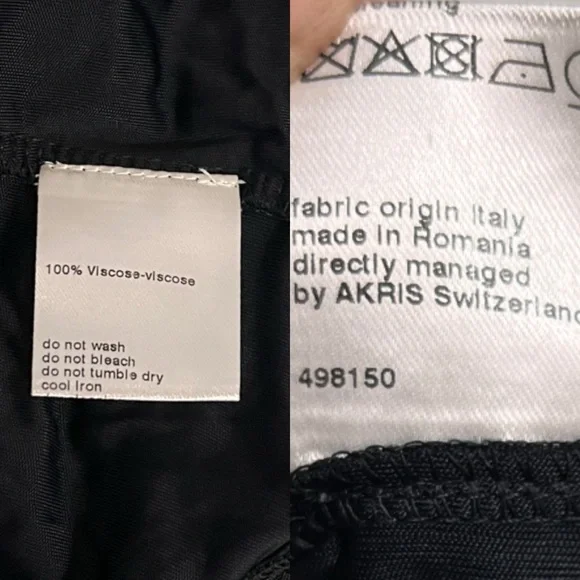 100% Viscose-viscose
do not wash
do not bleach
do not tumble dry
cool iron
fabric origin Italy
made in Romania
directly managed
by AKRIS Switzerland
498150